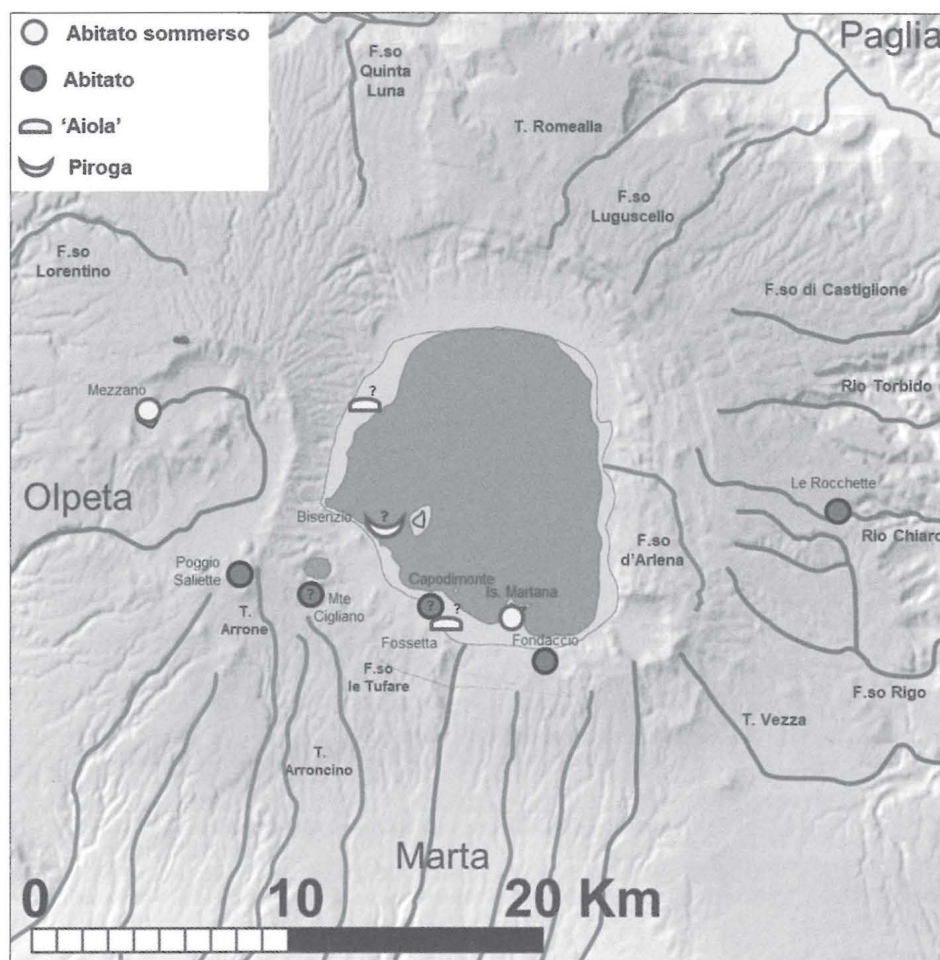 Abitato sommerso
Abitato
'Aiola'
Piroga
Paglia
F.so
Quinta
Luna
T. Romealla
F.so
Luguscello
F.so
Lorentino
F.so di Castiglione
Mezzano
?
Rio Torbido
Olpeta
Le Rocchette
Bisenzio
?
F.so
d'Arlena
Rio Chiaro
Poggio
Saliette
?
Mte
Cigliano
Capodimonte
Is. Martana
?
?
T.
Arrone
Fossetta
Fondaccio
F.so
le Tufare
F.so Rigo
T. Vezza
T.
Arroncino
Marta
0 10 20 Km